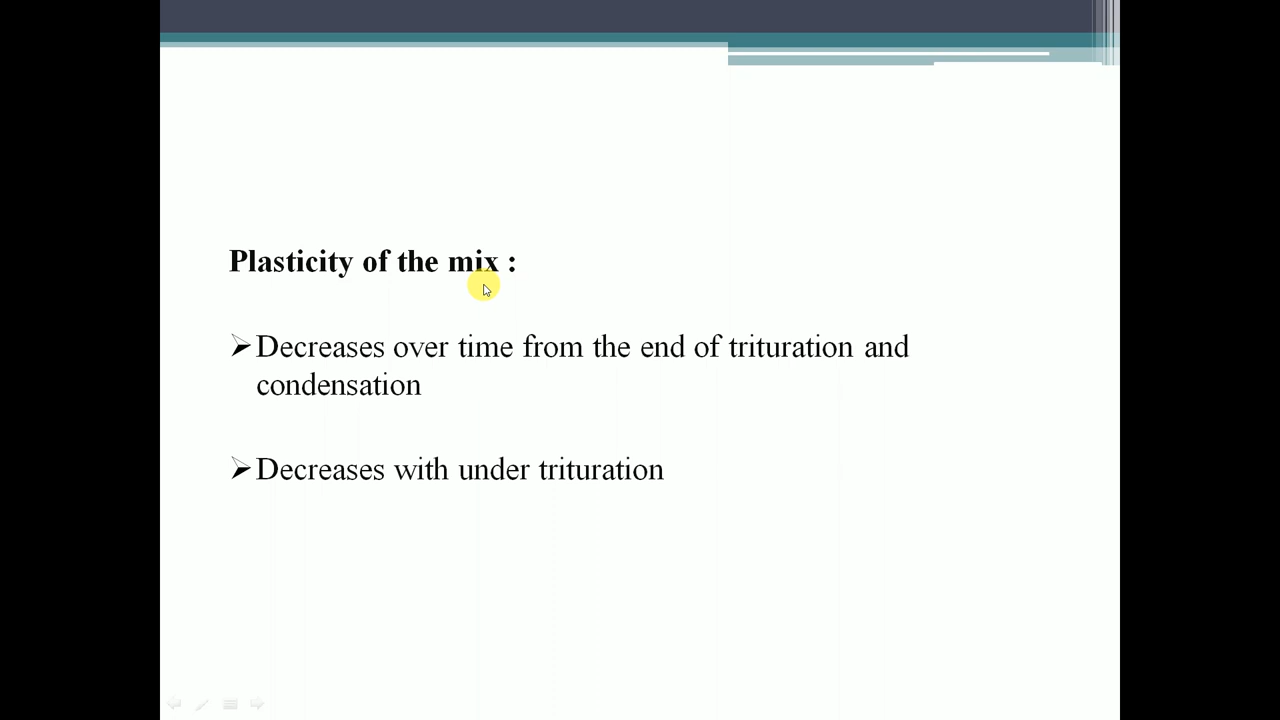 Plasticity of the mix :
➢Decreases over time from the end of trituration and
condensation
➢Decreases with under trituration